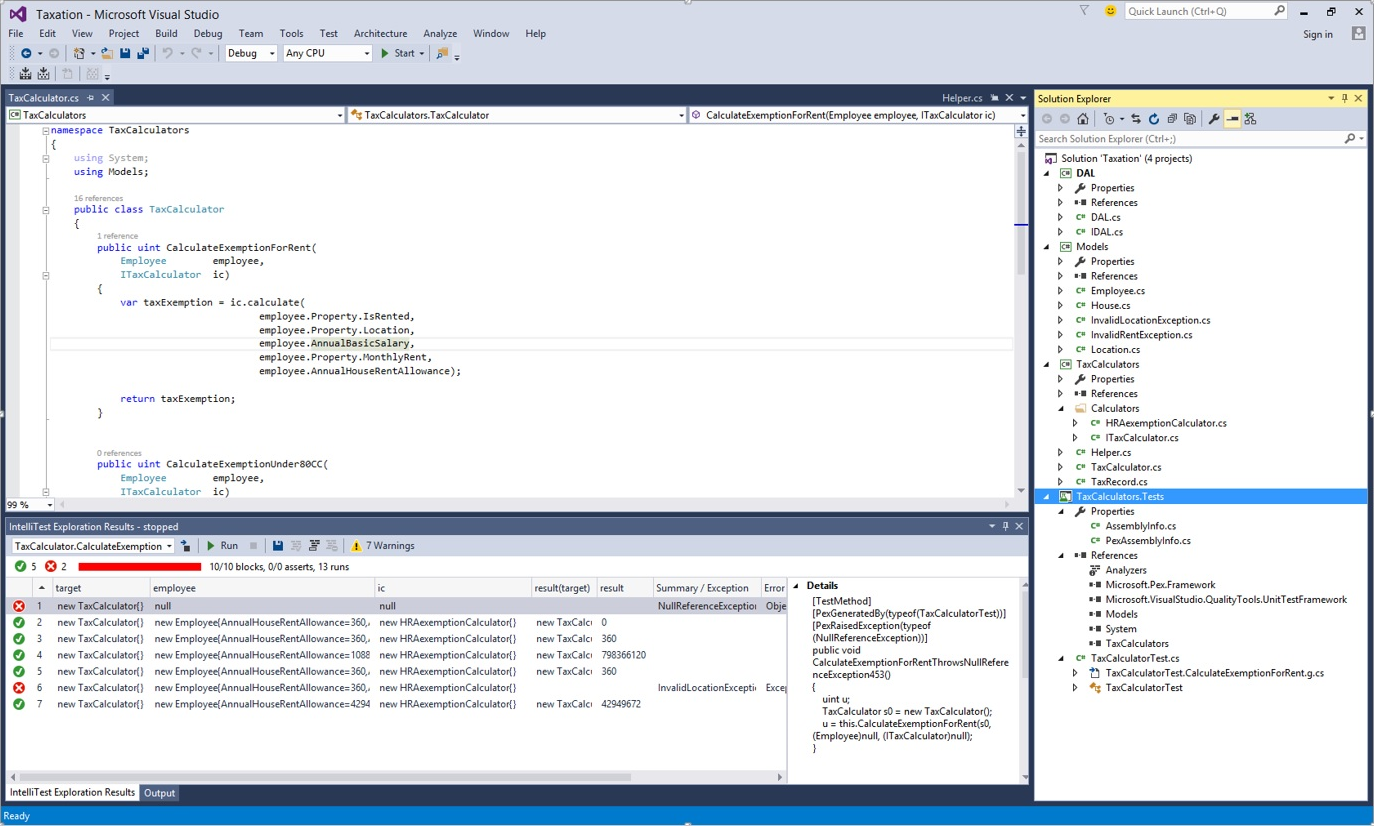 Taxation - Microsoft Visual Studio
Quick Launch (Ctrl+Q)
File Edit View Project Build Debug Team Tools Test Architecture Analyze Window Help
Sign in
Debug Any CPU Start
TaxCalculator.cs
Helper.cs
TaxCalculators TaxCalculators.TaxCalculator CalculateExemptionForRent(Employee employee, ITaxCalculator ic)
namespace TaxCalculators
{
using System;
using Models;
16 references
public class TaxCalculator
{
1 reference
public uint CalculateExemptionForRent(
Employee employee,
ITaxCalculator ic)
{
var taxExemption = ic.calculate(
employee.Property.IsRented,
employee.Property.Location,
employee.AnnualBasicSalary,
employee.Property.MonthlyRent,
employee.AnnualHouseRentAllowance);
return taxExemption;
}
0 references
public uint CalculateExemptionUnder80CC(
Employee employee,
ITaxCalculator ic)
99 %
IntelliTest Exploration Results - stopped
TaxCalculator.CalculateExemption Run 7 Warnings
5 2 10/10 blocks, 0/0 asserts, 13 runs
target employee ic result(target) result Summary / Exception Error
1 new TaxCalculator{} null null NullReferenceException Obje
2 new TaxCalculator{} new Employee{AnnualHouseRentAllowance=360, new HRAexemptionCalculator{} new TaxCalcu 0
3 new TaxCalculator{} new Employee{AnnualHouseRentAllowance=360, new HRAexemptionCalculator{} new TaxCalcu 360
4 new TaxCalculator{} new Employee{AnnualHouseRentAllowance=1088 new HRAexemptionCalculator{} new TaxCalcu 798366120
5 new TaxCalculator{} new Employee{AnnualHouseRentAllowance=360, new HRAexemptionCalculator{} new TaxCalcu 360
6 new TaxCalculator{} new Employee{AnnualHouseRentAllowance=360, new HRAexemptionCalculator{} InvalidLocationExceptio Excep
7 new TaxCalculator{} new Employee{AnnualHouseRentAllowance=4294 new HRAexemptionCalculator{} new TaxCalcu 42949672
Details
[TestMethod]
[PexGeneratedBy(typeof(TaxCalculatorTest))]
[PexRaisedException(typeof
(NullReferenceException))]
public void
CalculateExemptionForRentThrowsNullRefere
nceException453()
{
uint u;
TaxCalculator s0 = new TaxCalculator();
u = this.CalculateExemptionForRent(s0,
(Employee)null, (ITaxCalculator)null);
}
IntelliTest Exploration Results Output
Ready
Solution Explorer
Search Solution Explorer (Ctrl+;)
Solution 'Taxation' (4 projects)
DAL
Properties
References
DAL.cs
IDAL.cs
Models
Properties
References
Employee.cs
House.cs
InvalidLocationException.cs
InvalidRentException.cs
Location.cs
TaxCalculators
Properties
References
Calculators
HRAexemptionCalculator.cs
ITaxCalculator.cs
Helper.cs
TaxCalculator.cs
TaxRecord.cs
TaxCalculators.Tests
Properties
AssemblyInfo.cs
PexAssemblyInfo.cs
References
Analyzers
Microsoft.Pex.Framework
Microsoft.VisualStudio.QualityTools.UnitTestFramework
Models
System
TaxCalculators
TaxCalculatorTest.cs
TaxCalculatorTest.CalculateExemptionForRent.g.cs
TaxCalculatorTest